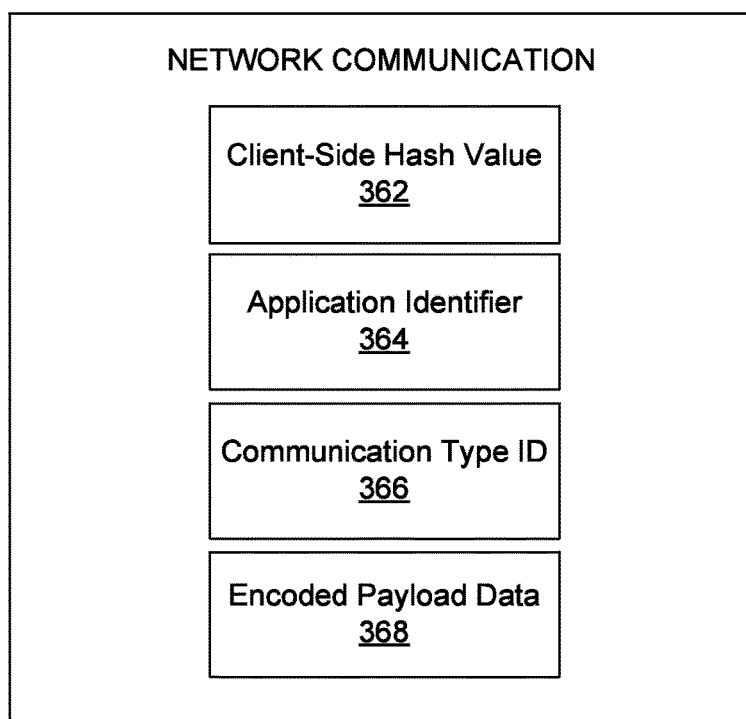 NETWORK COMMUNICATION
Client-Side Hash Value
362
Application Identifier
364
Communication Type ID
366
Encoded Payload Data
368